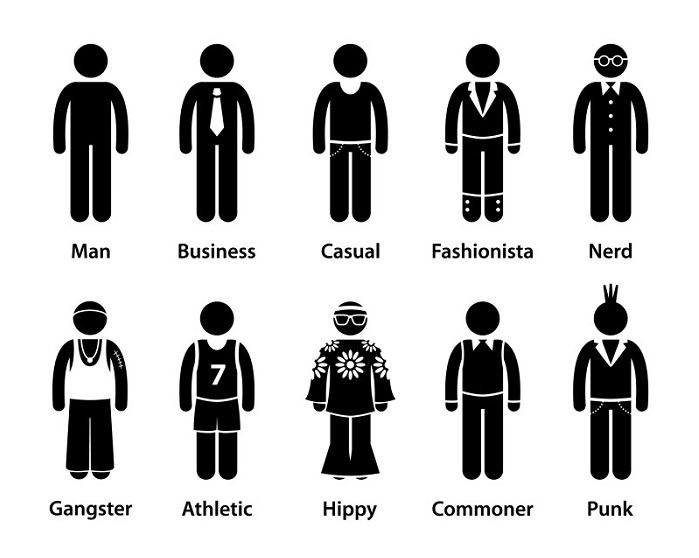 Man
Business
Casual
Fashionista
Nerd
7
Gangster
Athletic
Hippy
Commoner
Punk